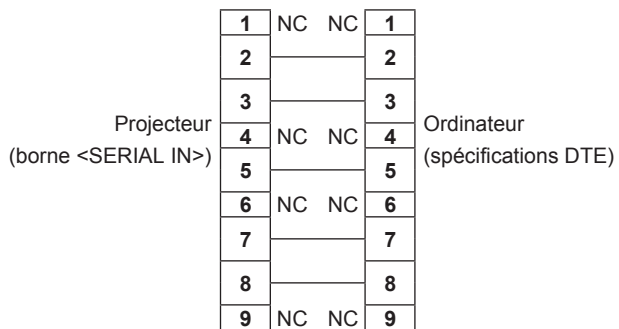 1 NC NC 1
2 2
3 3
Projecteur
(borne <SERIAL IN>)
4 NC NC 4
Ordinateur
(spécifications DTE)
5 5
6 NC NC 6
7 7
8 8
9 NC NC 9